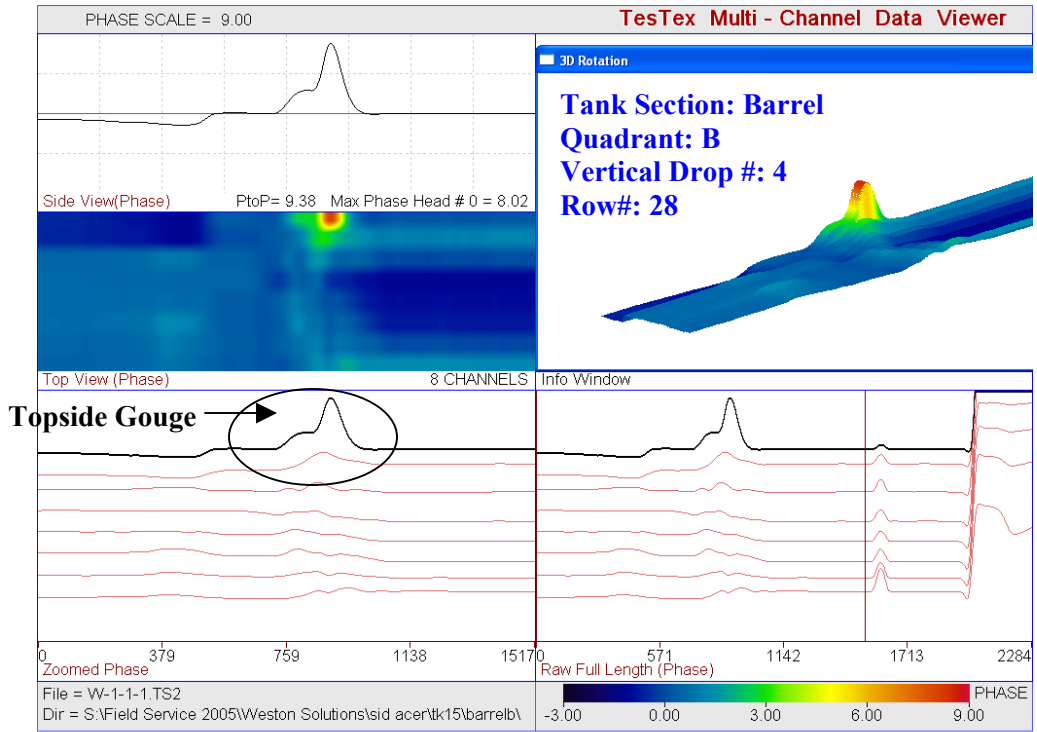 PHASE SCALE = 9.00
TesTex Multi - Channel Data Viewer
3D Rotation
Tank Section: Barrel
Quadrant: B
Vertical Drop #: 4
Row#: 28
Side View(Phase) PtoP= 9.38 Max Phase Head # 0 = 8.02
Top View (Phase) 8 CHANNELS
Info Window
Topside Gouge
0 379 759 1138 1517
Zoomed Phase
0 571 1142 1713 2284
Raw Full Length (Phase)
File = W-1-1-1.TS2
Dir = S:\Field Service 2005\Weston Solutions\sid acer\tk15\barrelb\
PHASE
-3.00 0.00 3.00 6.00 9.00